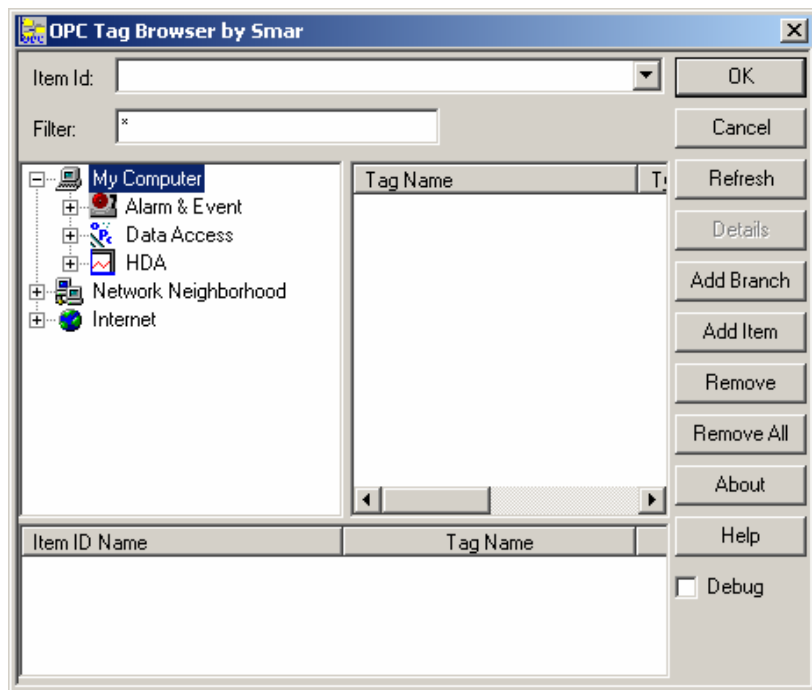 OPC Tag Browser by Smar
Item Id:
OK
Filter:
*
Cancel
My Computer
Alarm & Event
Data Access
HDA
Network Neighborhood
Internet
Tag Name
Refresh
Details
Add Branch
Add Item
Remove
Remove All
About
Help
Debug
Item ID Name
Tag Name